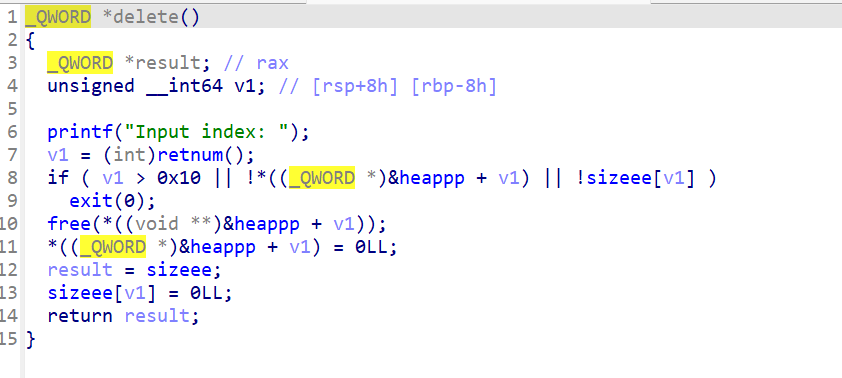 1 _QWORD *delete()
2 {
3   _QWORD *result; // rax
4   unsigned __int64 v1; // [rsp+8h] [rbp-8h]
5
6   printf("Input index: ");
7   v1 = (int)retnum();
8   if ( v1 > 0x10 || !*((_QWORD *)&heappp + v1) || !sizeee[v1] )
9     exit(0);
10   free(*((void **)&heappp + v1));
11   *((_QWORD *)&heappp + v1) = 0LL;
12   result = sizeee;
13   sizeee[v1] = 0LL;
14   return result;
15 }